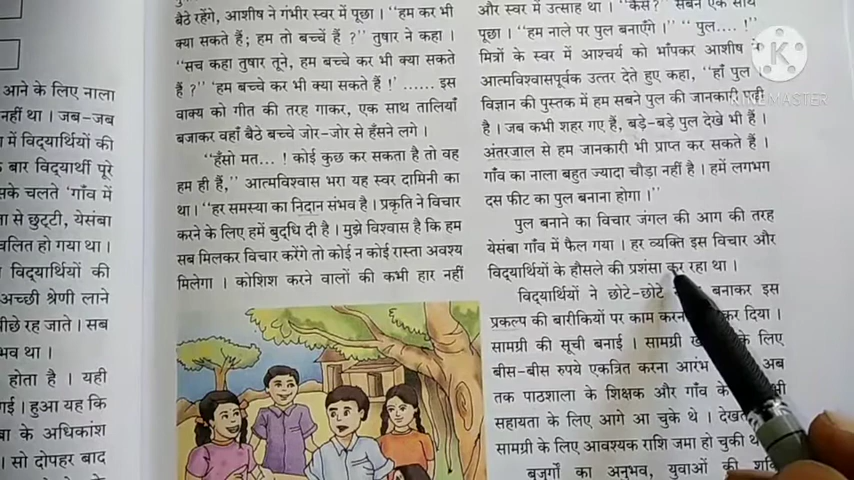 आने के लिए नाला
नहीं था । जब-जब
में विद्यार्थियों की
बार विद्यार्थी पूरे
सके चलते ‘गाँव में
ता से छुट्टी, येसंबा
चलित हो गया था ।
विद्यार्थियों की
अच्छी श्रेणी लाने
पीछे रह जाते । सब
भव था ।
होता है । यही
गई । हुआ यह कि
बा के अधिकांश
। सो दोपहर बाद
बैठे रहेंगे, आशीष ने गंभीर स्वर में पूछा । ‘‘हम कर भी
क्या सकते हैं; हम तो बच्चें हैं ?’’ तुषार ने कहा ।
‘‘सच कहा तुषार तूने, हम बच्चे कर भी क्या सकते
हैं ?’ ‘हम बच्चे कर भी क्या सकते हैं !’ ...... इस
वाक्य को गीत की तरह गाकर, एक साथ तालियाँ
बजाकर वहाँ बैठे बच्चे जोर-जोर से हँसने लगे ।
‘‘हँसो मत... ! कोई कुछ कर सकता है तो वह
हम ही हैं,’’ आत्मविश्वास भरा यह स्वर दामिनी का
था । ‘‘हर समस्या का निदान संभव है । प्रकृति ने विचार
करने के लिए हमें बुद्धि दी है । मुझे विश्वास है कि हम
सब मिलकर विचार करेंगे तो कोई न कोई रास्ता अवश्य
मिलेगा । कोशिश करने वालों की कभी हार नहीं
और स्वर में उत्साह था । ‘‘कैसे ?’’ सबने एक साथ
पूछा । ‘‘हम नाले पर पुल बनाएँगे ।’’ ‘‘ पुल.... !’’
मित्रों के स्वर में आश्चर्य को भाँपकर आशीष
आत्मविश्वासपूर्वक उत्तर देते हुए कहा, ‘‘हाँ पुल ।
विज्ञान की पुस्तक में हम सबने पुल की जानकारी पढ़ी
है । जब कभी शहर गए हैं, बड़े-बड़े पुल देखे भी हैं ।
अंतरजाल से हम जानकारी भी प्राप्त कर सकते हैं ।
गाँव का नाला बहुत ज्यादा चौड़ा नहीं है । हमें लगभग
दस फीट का पुल बनाना होगा ।’’
पुल बनाने का विचार जंगल की आग की तरह
येसंबा गाँव में फैल गया । हर व्यक्ति इस विचार और
विद्यार्थियों के हौसले की प्रशंसा कर रहा था ।
विद्यार्थियों ने छोटे-छोटे बनाकर इस
प्रकल्प की बारीकियों पर काम करना कर दिया ।
सामग्री की सूची बनाई । सामग्री के लिए
बीस-बीस रुपये एकत्रित करना आरंभ अब
तक पाठशाला के शिक्षक और गाँव के भी
सहायता के लिए आगे आ चुके थे ।
सामग्री के लिए आवश्यक राशि जमा हो चुकी
बुजुर्गों का अनुभव, युवाओं की
KINEMASTER